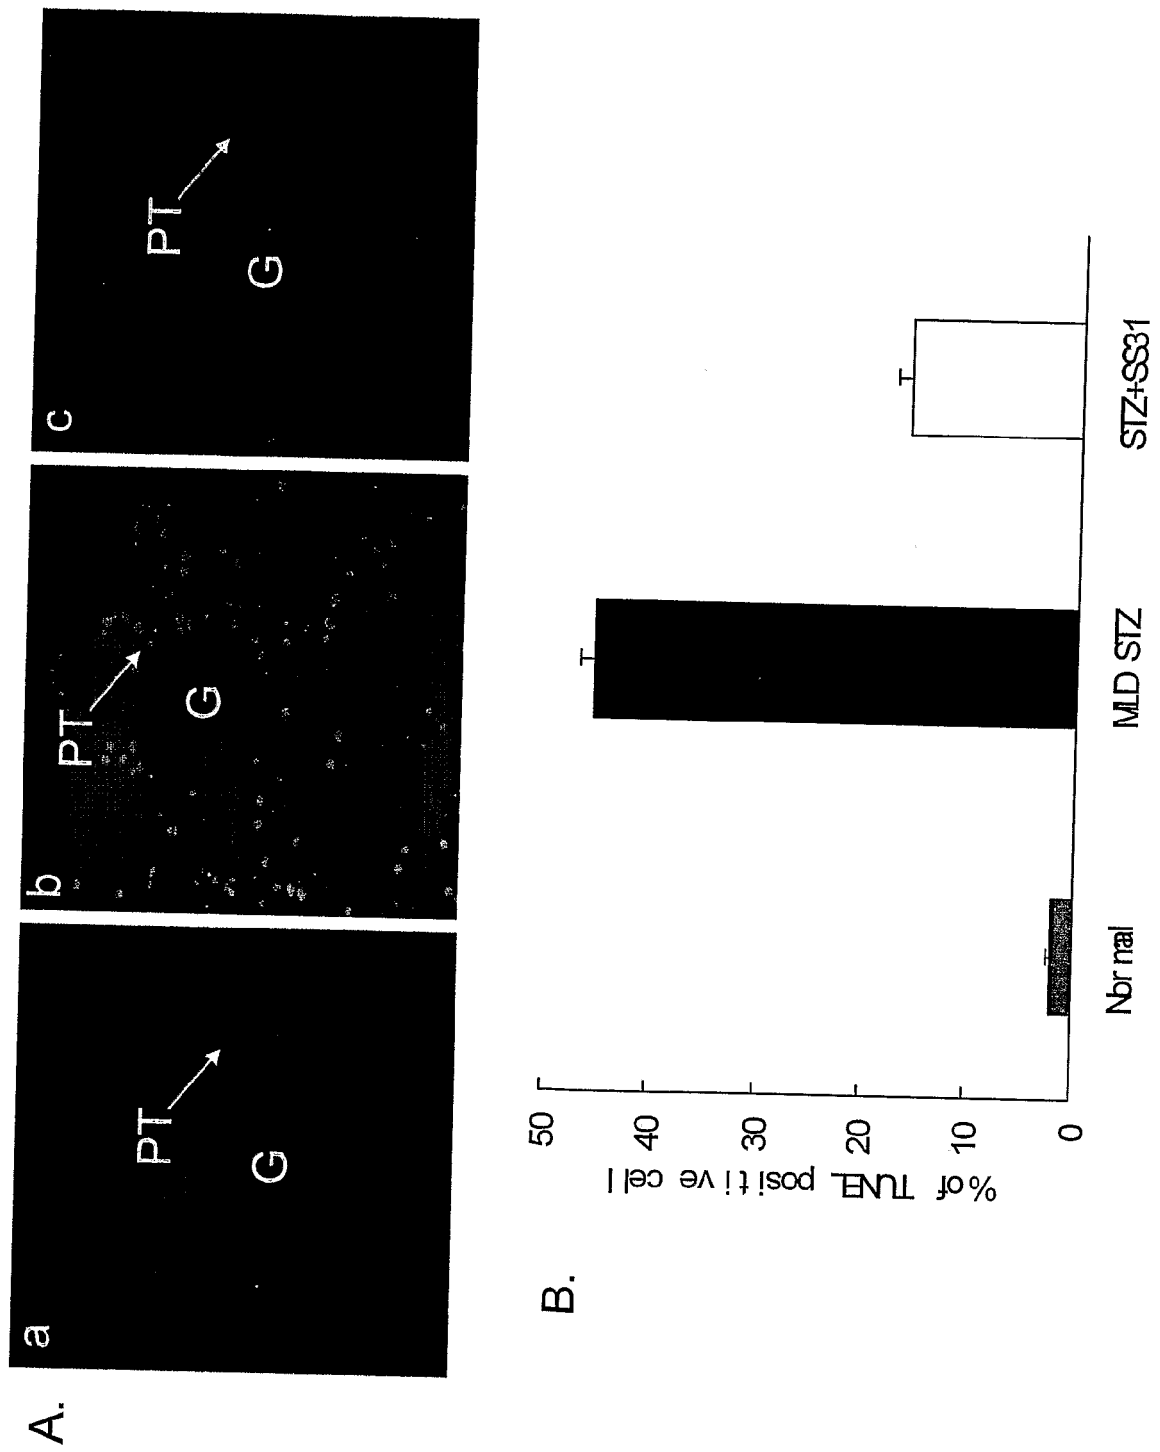 A.
a
PT
G
b
PT
G
c
PT
G
B.
% of TUNEL positive cell
50
40
30
20
10
0
Normal
MLD STZ
STZ+SS31